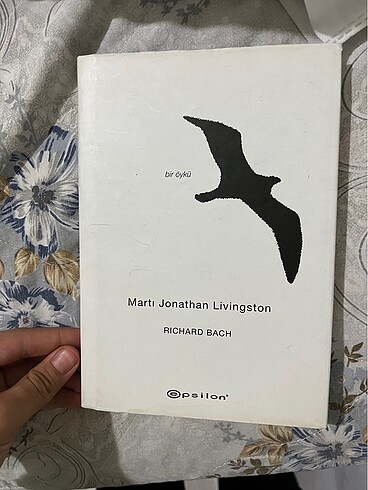 bir öykü
Martı Jonathan Livingston
RICHARD BACH
epsilon®